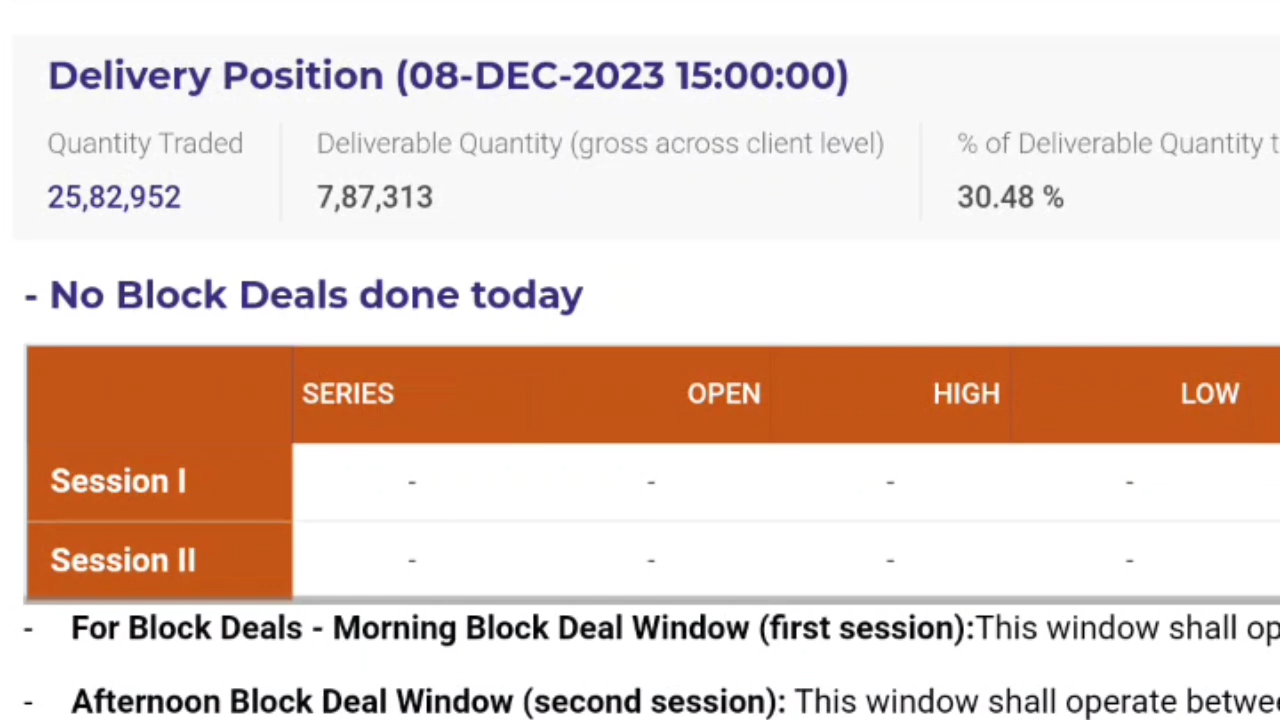 Delivery Position (08-DEC-2023 15:00:00)
Quantity Traded Deliverable Quantity (gross across client level) % of Deliverable Quantity
25,82,952 7,87,313 30.48 %
- No Block Deals done today
SERIES OPEN HIGH LOW
Session I - - - -
Session II - - - -
- For Block Deals - Morning Block Deal Window (first session):This window shall
- Afternoon Block Deal Window (second session): This window shall operate